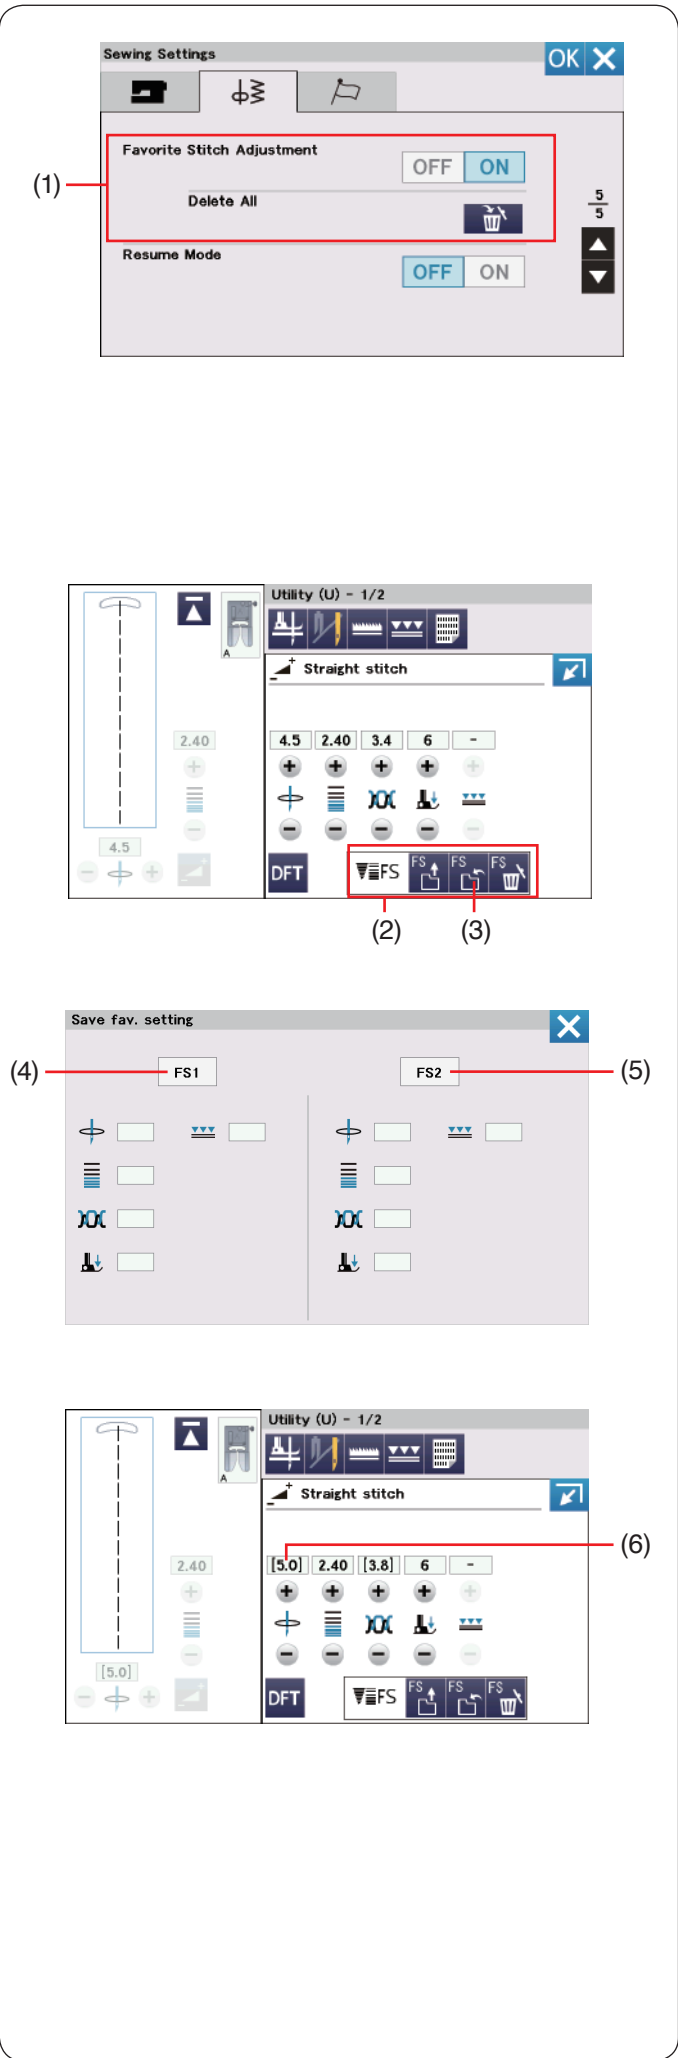 Sewing Settings
OK
Favorite Stitch Adjustment
OFF ON
(1)
Delete All
5
5
Resume Mode
OFF ON
Utility (U) - 1/2
A
Straight stitch
2.40
4.5 2.40 3.4 6 -
4.5
DFT FS FS FS FS
(2) (3)
Save fav. setting
(4) FS1 FS2 (5)
Utility (U) - 1/2
A
Straight stitch
(6)
2.40
[5.0] 2.40 [3.8] 6 -
[5.0]
DFT FS FS FS FS